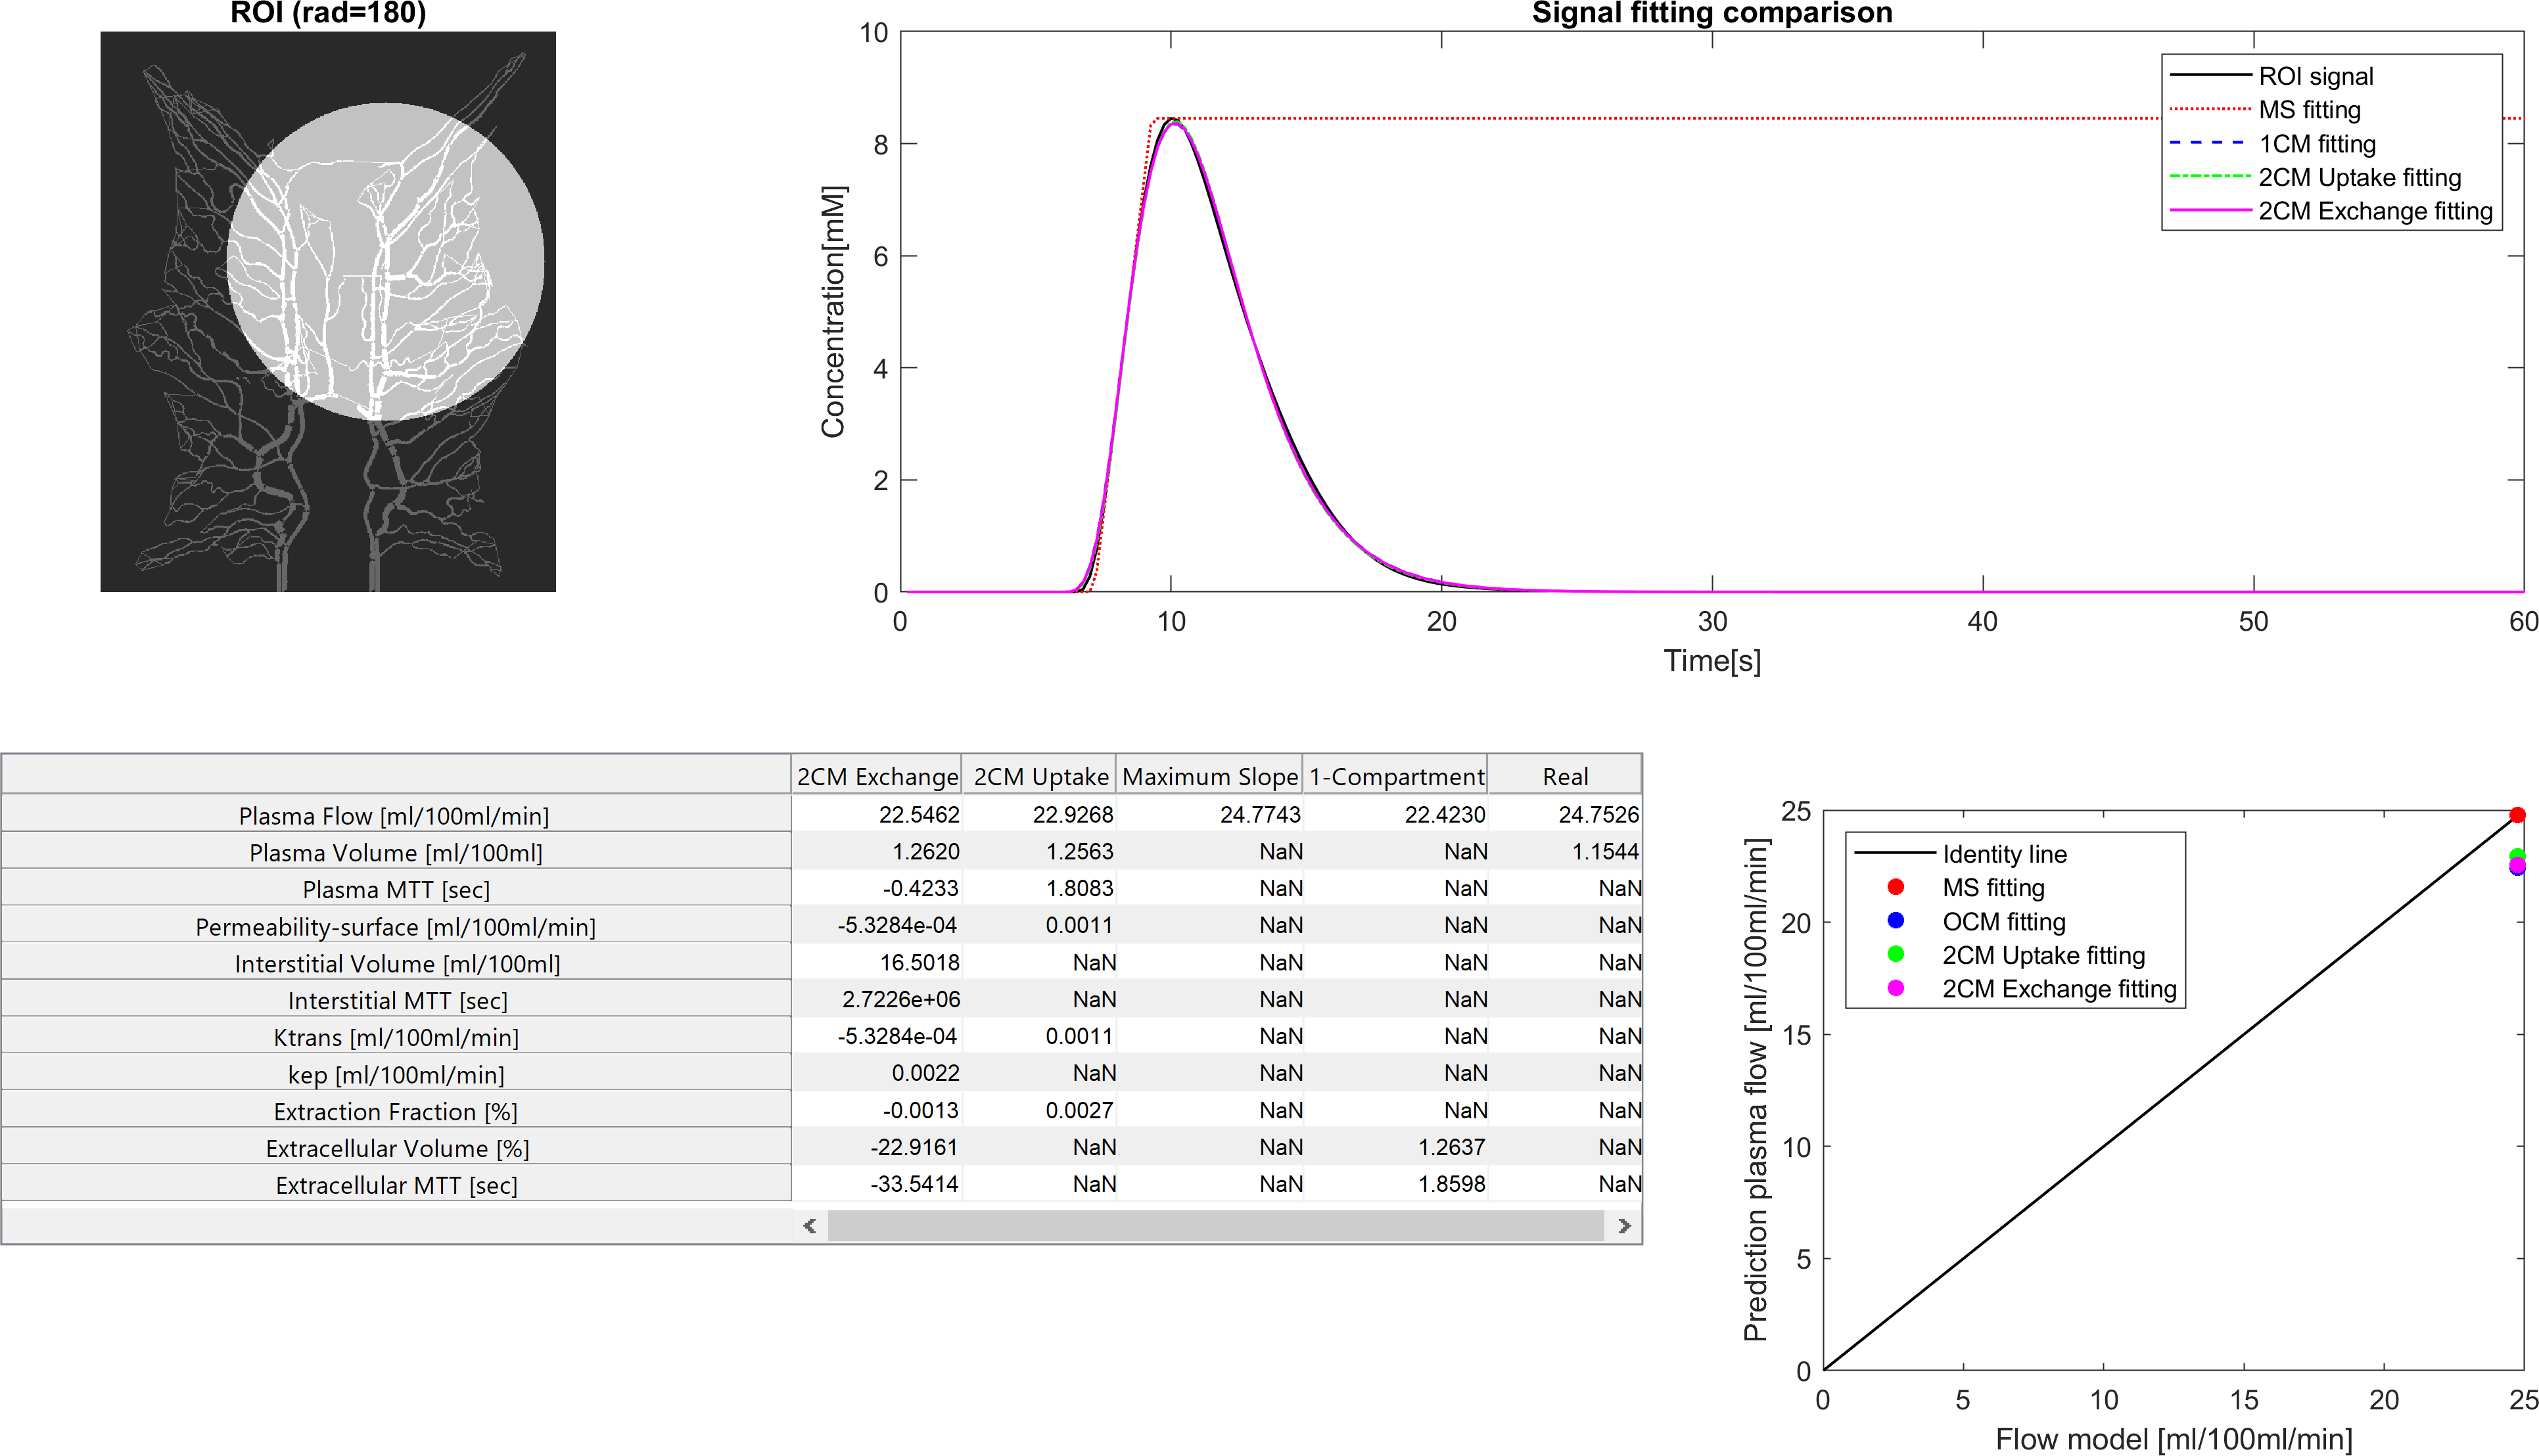 ROI (rad=180)
Signal fitting comparison
10
8
6
4
2
0
Concentration[mM]
0 10 20 30 40 50 60
Time[s]
ROI signal
MS fitting
1CM fitting
2CM Uptake fitting
2CM Exchange fitting
2CM Exchange 2CM Uptake Maximum Slope 1-Compartment Real
Plasma Flow [ml/100ml/min] 22.5462 22.9268 24.7743 22.4230 24.7526
Plasma Volume [ml/100ml] 1.2620 1.2563 NaN NaN 1.1544
Plasma MTT [sec] -0.4233 1.8083 NaN NaN NaN
Permeability-surface [ml/100ml/min] -5.3284e-04 0.0011 NaN NaN NaN
Interstitial Volume [ml/100ml] 16.5018 NaN NaN NaN NaN
Interstitial MTT [sec] 2.7226e+06 NaN NaN NaN NaN
Ktrans [ml/100ml/min] -5.3284e-04 0.0011 NaN NaN NaN
kep [ml/100ml/min] 0.0022 NaN NaN NaN NaN
Extraction Fraction [%] -0.0013 0.0027 NaN NaN NaN
Extracellular Volume [%] -22.9161 NaN NaN 1.2637 NaN
Extracellular MTT [sec] -33.5414 NaN NaN 1.8598 NaN
25
20
15
10
5
0
Prediction plasma flow [ml/100ml/min]
Identity line
MS fitting
OCM fitting
2CM Uptake fitting
2CM Exchange fitting
0 5 10 15 20 25
Flow model [ml/100ml/min]